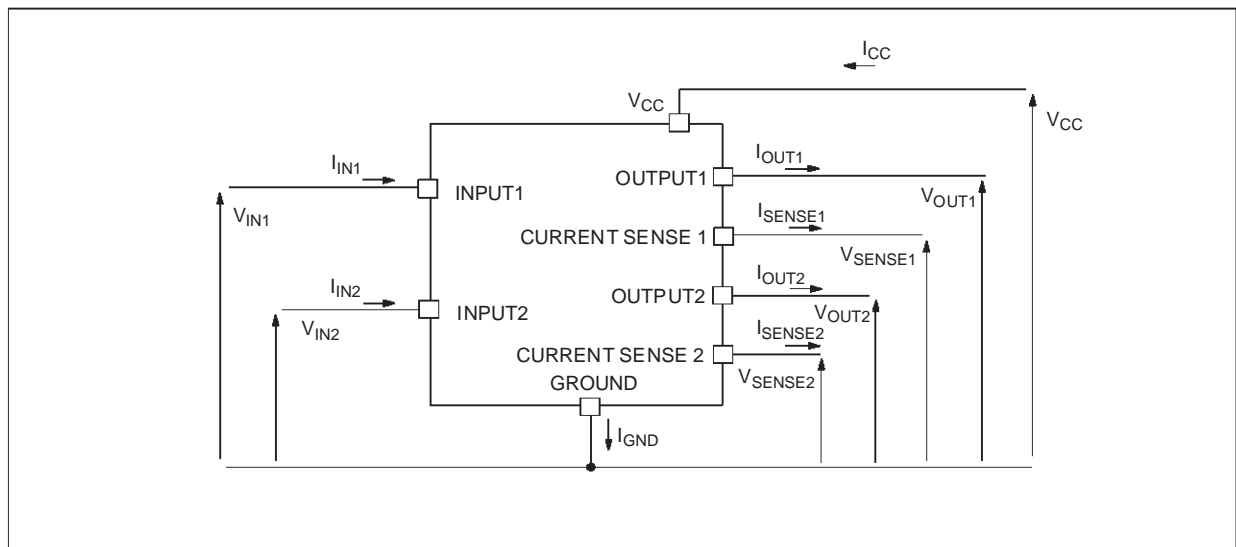 I_CC
V_CC
V_CC
I_IN1
INPUT1
V_IN1
I_OUT1
OUTPUT1
V_OUT1
I_SENSE1
CURRENT SENSE 1
V_SENSE1
I_IN2
INPUT2
V_IN2
I_OUT2
OUTPUT2
V_OUT2
I_SENSE2
CURRENT SENSE 2
V_SENSE2
GROUND
I_GND